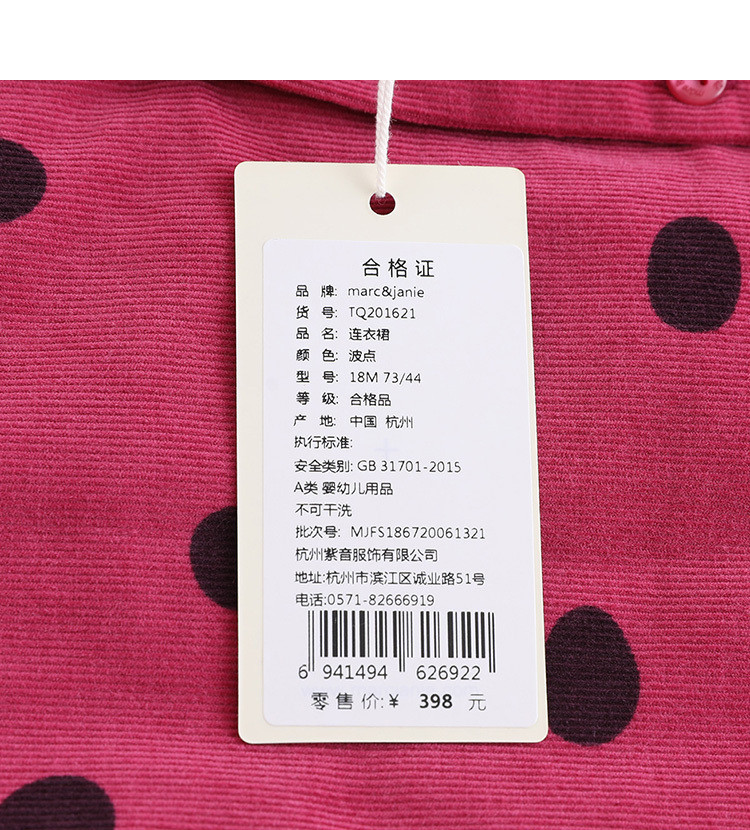 合格证
品 牌: marc&janie
货 号: TQ201621
品 名: 连衣裙
颜 色: 波点
型 号: 18M 73/44
等 级: 合格品
产 地: 中国 杭州
执行标准:
安全类别: GB 31701-2015
A类 婴幼儿用品
不可干洗
批次号: MJFS186720061321
杭州紫音服饰有限公司
地址:杭州市滨江区诚业路51号
电话:0571-82666919
6 941494 626922
零售价:¥ 398 元